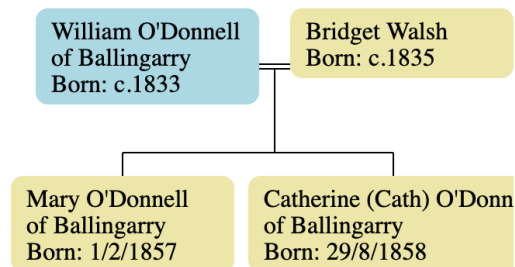 William O'Donnell
of Ballingarry
Born: c.1833
Bridget Walsh
Born: c.1835
Mary O'Donnell
of Ballingarry
Born: 1/2/1857
Catherine (Cath) O'Donn
of Ballingarry
Born: 29/8/1858